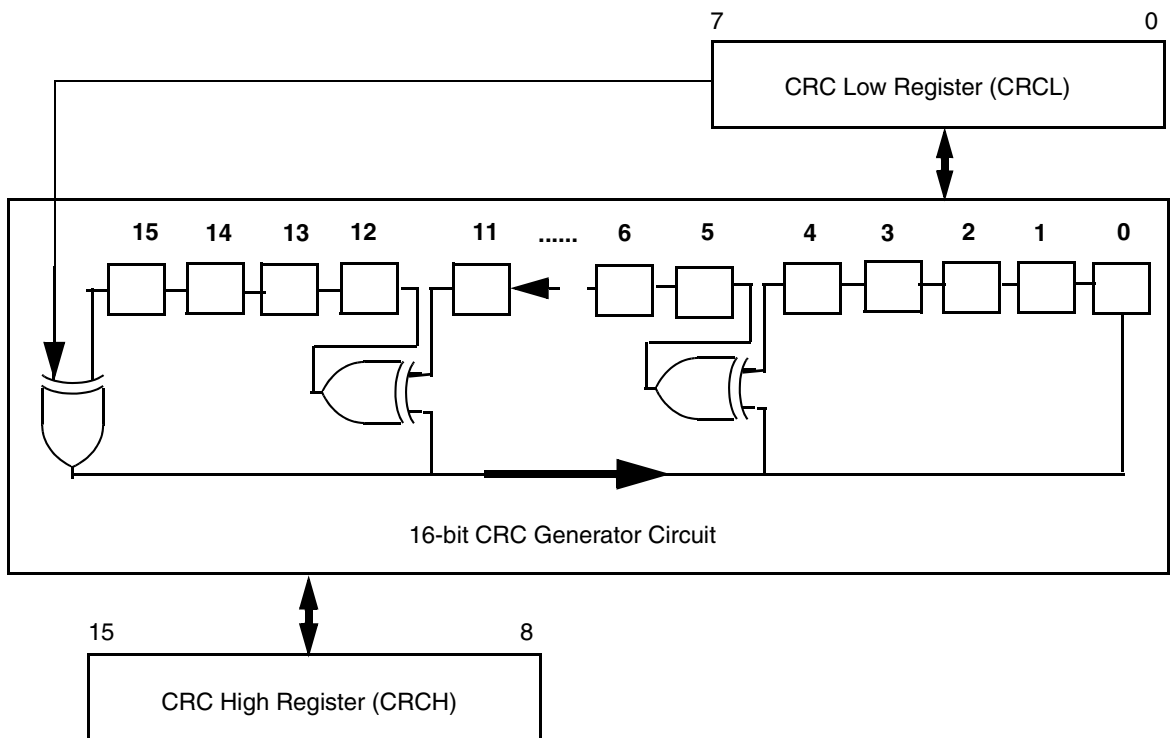 7 0
CRC Low Register (CRCL)
15 14 13 12 11 ...... 6 5 4 3 2 1 0
16-bit CRC Generator Circuit
15 8
CRC High Register (CRCH)